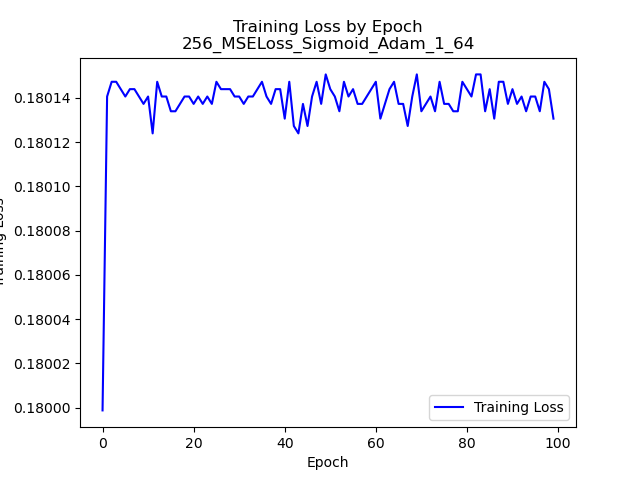 Training Loss by Epoch
256_MSELoss_Sigmoid_Adam_1_64
0.18014
0.18012
0.18010
0.18008
0.18006
0.18004
0.18002
0.18000
Training Loss
0
20
40
60
80
100
Epoch
Training Loss